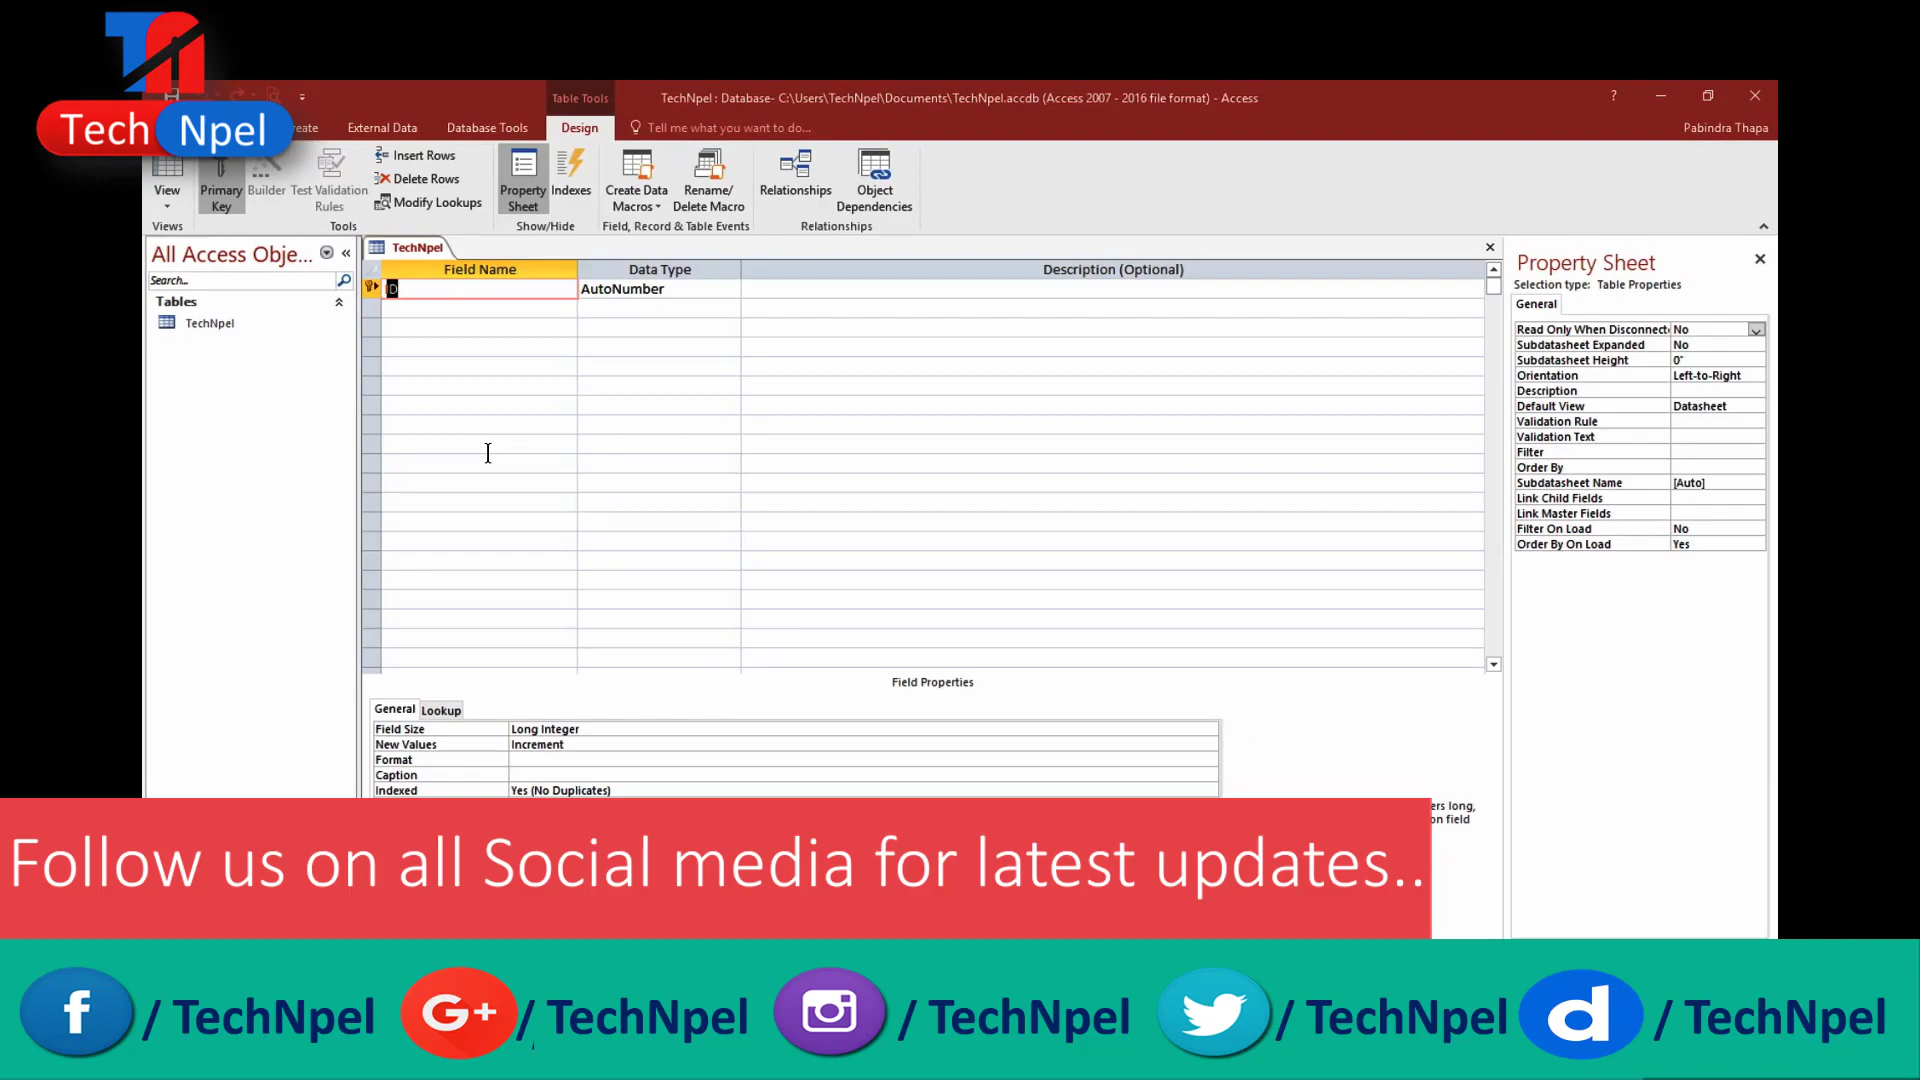 Tech Npel
Table Tools
TechNpel : Database- C:\Users\TechNpel\Documents\TechNpel.accdb (Access 2007 - 2016 file format) - Access
?
External Data
Database Tools
Design
Tell me what you want to do...
Pabindra Thapa
View
Primary Key
Builder
Test Validation Rules
Insert Rows
Delete Rows
Modify Lookups
Property Sheet
Indexes
Create Data Macros
Rename/ Delete Macro
Relationships
Object Dependencies
Views
Tools
Show/Hide
Field, Record & Table Events
Relationships
All Access Obje...
Search...
Tables
TechNpel
TechNpel
Field Name
Data Type
Description (Optional)
ID
AutoNumber
Field Properties
General
Lookup
Field Size Long Integer
New Values Increment
Format
Caption
Indexed Yes (No Duplicates)
ers long,
on field
Property Sheet
Selection type: Table Properties
General
Read Only When Disconnect No
Subdatasheet Expanded No
Subdatasheet Height 0"
Orientation Left-to-Right
Description
Default View Datasheet
Validation Rule
Validation Text
Filter
Order By
Subdatasheet Name [Auto]
Link Child Fields
Link Master Fields
Filter On Load No
Order By On Load Yes
Follow us on all Social media for latest updates..
f / TechNpel G+ / TechNpel / TechNpel / TechNpel d / TechNpel